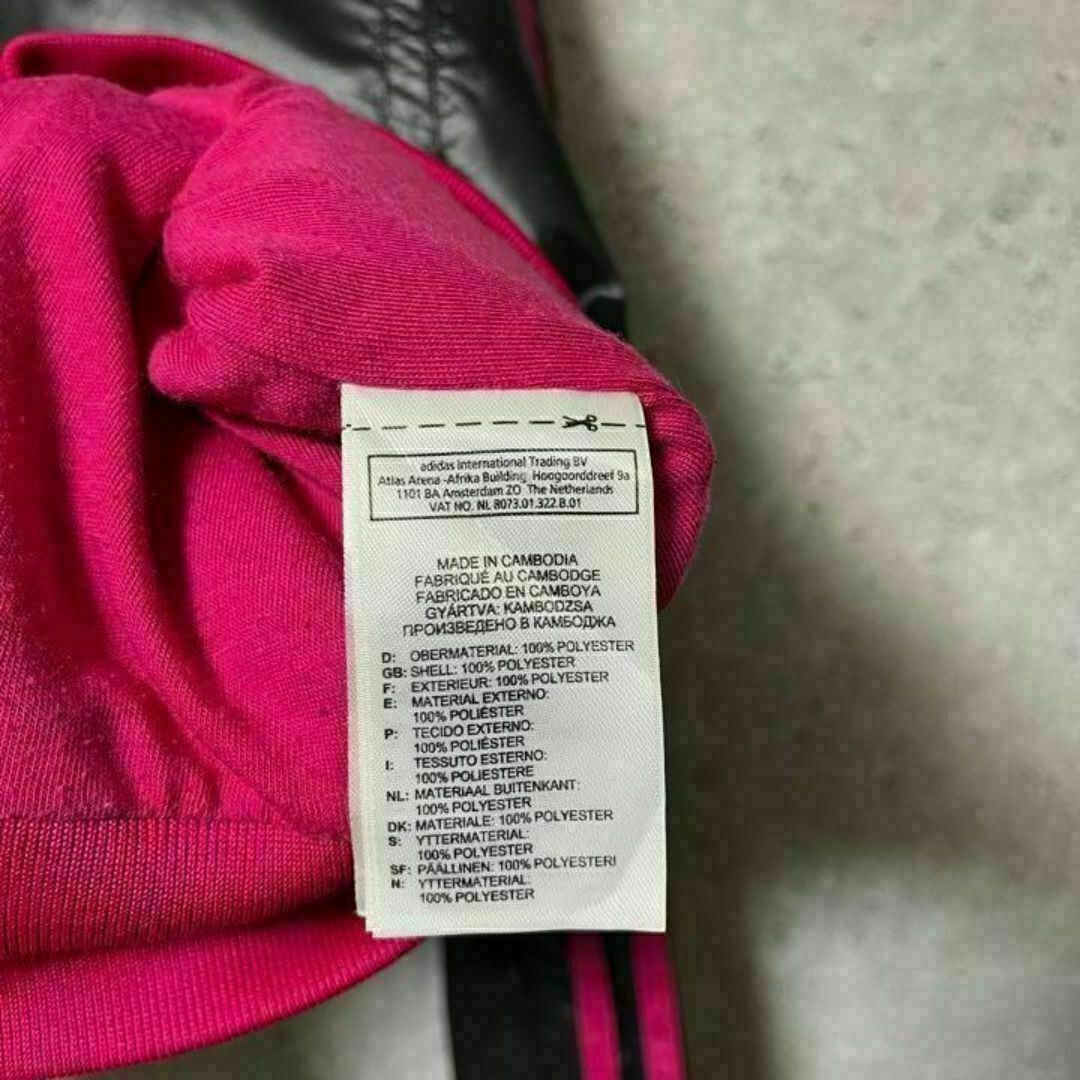 adidas International Trading BV
Atlas Arena -Afrika Building Hoogoorddreef 9a
1101 BA Amsterdam ZO The Netherlands
VAT NO. NL 8073.01.322.B.01
MADE IN CAMBODIA
FABRIQUÉ AU CAMBODGE
FABRICADO EN CAMBOYA
GYÁRTVA: KAMBODZSA
ПРОИЗВЕДЕНО В КАМБОДЖА
D: OBERMATERIAL: 100% POLYESTER
GB: SHELL: 100% POLYESTER
F: EXTERIEUR: 100% POLYESTER
E: MATERIAL EXTERNO:
100% POLIÉSTER
P: TECIDO EXTERNO:
100% POLIÉSTER
I: TESSUTO ESTERNO:
100% POLIESTERE
NL: MATERIAAL BUITENKANT:
100% POLYESTER
DK: MATERIALE: 100% POLYESTER
S: YTTERMATERIAL:
100% POLYESTER
SF: PÄÄLLINEN: 100% POLYESTERI
N: YTTERMATERIAL:
100% POLYESTER